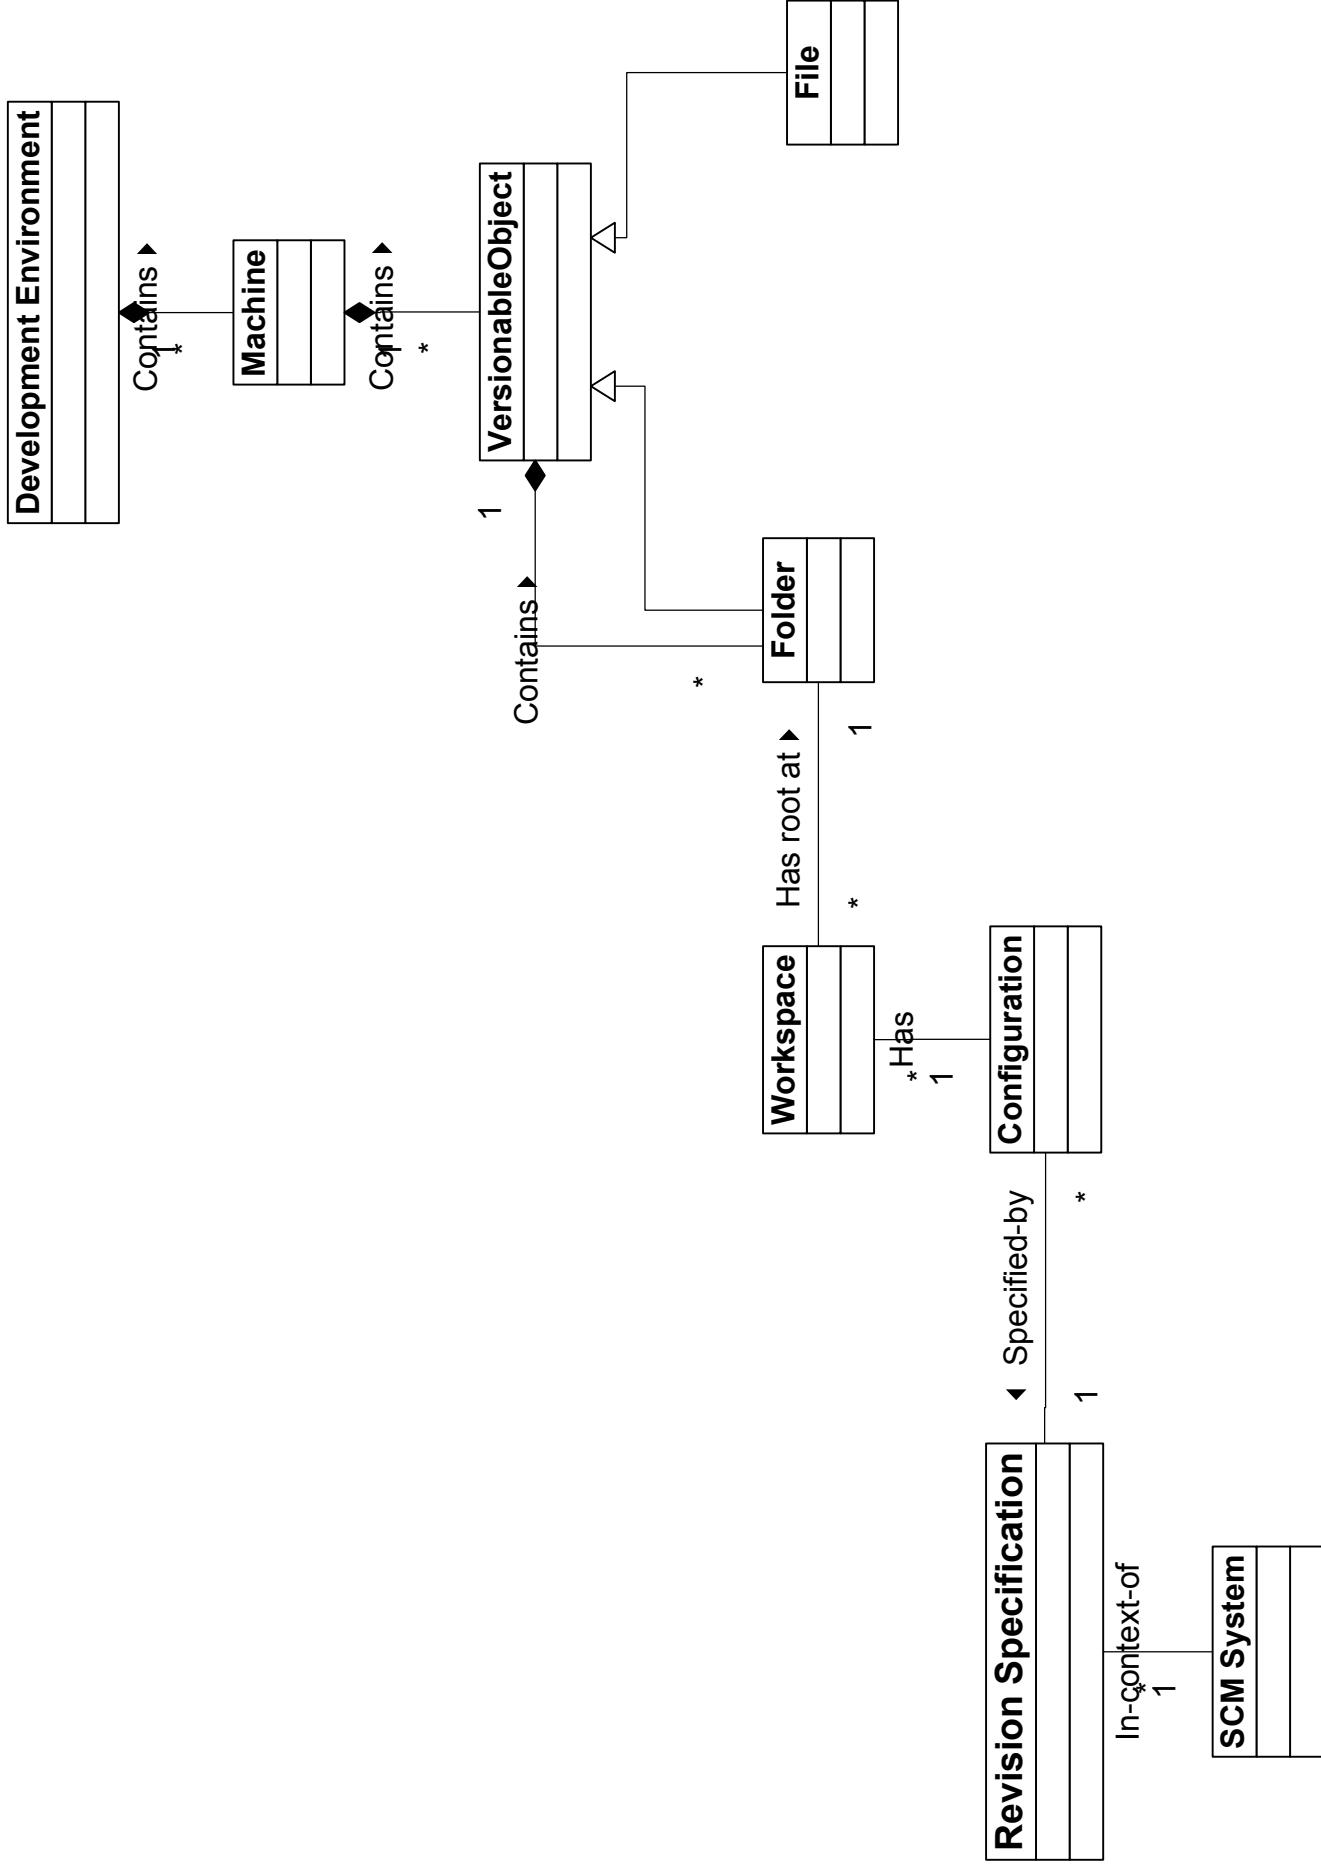 Development Environment
Contains
1
*
Machine
Contains
1
*
VersionableObject
File
1
Contains
*
Folder
1
Has root at
*
Workspace
Has
*
1
Configuration
*
Specified-by
1
Revision Specification
In-context-of
*
1
SCM System